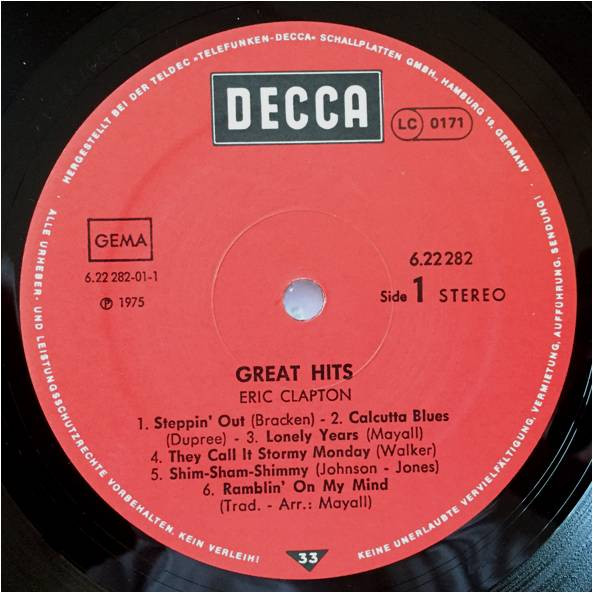 HERGESTELLT BEI DER TELDEC »TELEFUNKEN-DECCA« SCHALLPLATTEN GMBH, HAMBURG 19, GERMANY
DECCA
LC 0171
GEMA
6.22 282-01-1
℗ 1975
6.22 282
Side 1 STEREO
GREAT HITS
ERIC CLAPTON
1. Steppin' Out (Bracken) - 2. Calcutta Blues
(Dupree) - 3. Lonely Years (Mayall)
4. They Call It Stormy Monday (Walker)
5. Shim-Sham-Shimmy (Johnson - Jones)
6. Ramblin' On My Mind
(Trad. - Arr.: Mayall)
33
ALLE URHEBER- UND LEISTUNGSSCHUTZRECHTE VORBEHALTEN. KEIN VERLEIH!
KEINE UNERLAUBTE VERVIELFÄLTIGUNG, VERMIETUNG, AUFFÜHRUNG, SENDUNG!